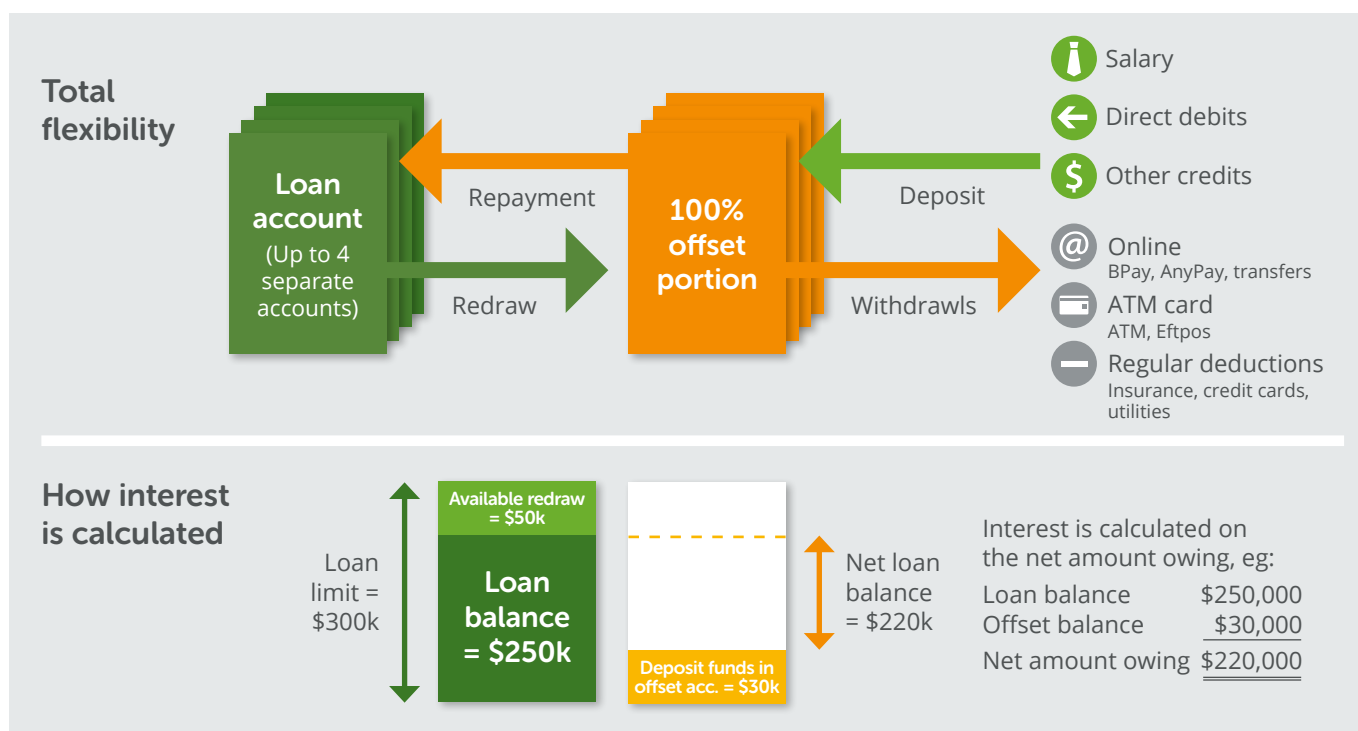 Total
flexibility
Loan
account
(Up to 4
separate
accounts)
Repayment
Redraw
100%
offset
portion
Deposit
Withdrawls
Salary
Direct debits
Other credits
@
Online
BPay, AnyPay, transfers
ATM card
ATM, Eftpos
Regular deductions
Insurance, credit cards,
utilities
$
How interest
is calculated
Loan
limit =
$300k
Available redraw
= $50k
Loan
balance
= $250k
Deposit funds in
offset acc. = $30k
Net loan
balance
= $220k
Interest is calculated on
the net amount owing, eg:
Loan balance $250,000
Offset balance $30,000
Net amount owing $220,000